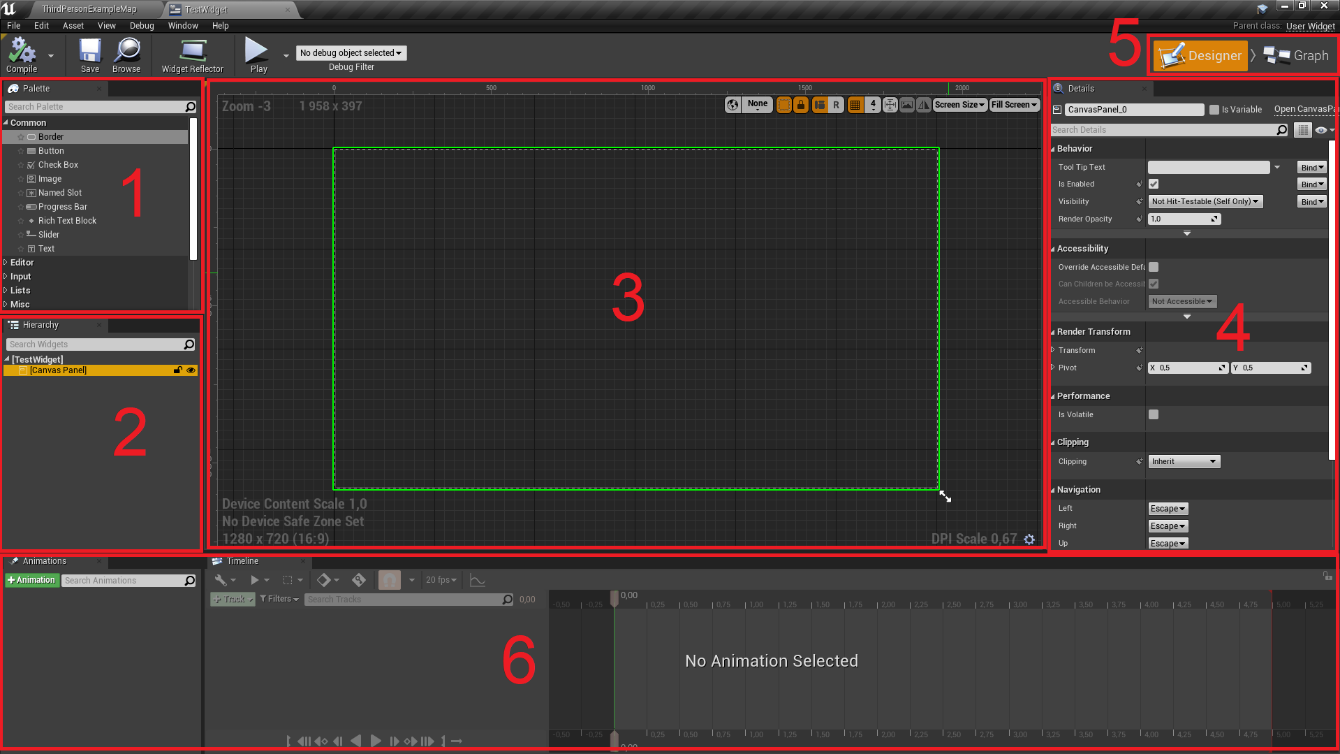 ThirdPersonExampleMap
TestWidget
File Edit Asset View Debug Window Help
Parent class: User Widget
Compile
Save
Browse
Widget Reflector
Play
No debug object selected
Debug Filter
5
Designer
Graph
Palette
Search Palette
Common
Border
Button
Check Box
Image
Named Slot
Progress Bar
Rich Text Block
Slider
Text
Editor
Input
Lists
Misc
1
Hierarchy
Search Widgets
[TestWidget]
[Canvas Panel]
2
0 500 1000 1500 2000
Zoom -3
1 958 x 397
None
R
4
Screen Size
Fill Screen
3
Device Content Scale 1,0
No Device Safe Zone Set
1280 x 720 (16:9)
DPI Scale 0,67
Details
CanvasPanel_0
Is Variable
Open CanvasPa
Search Details
Behavior
Tool Tip Text
Bind
Is Enabled
Bind
Visibility
Not Hit-Testable (Self Only)
Bind
Render Opacity
1,0
Accessibility
Override Accessible Defa
Can Children be Accessit
Accessible Behavior
Not Accessible
4
Render Transform
Transform
Pivot
X 0,5
Y 0,5
Performance
Is Volatile
Clipping
Clipping
Inherit
Navigation
Left
Escape
Right
Escape
Up
Escape
Animations
+Animation
Search Animations
Timeline
20 fps
+ Track
Filters
Search Tracks
0,00
0,00
-0,50 -0,25 0,25 0,50 0,75 1,00 1,25 1,50 1,75 2,00 2,25 2,50 2,75 3,00 3,25 3,50 3,75 4,00 4,25 4,50 4,75 5,00 5,25
6
No Animation Selected
-0,50 -0,25 0,25 0,50 0,75 1,00 1,25 1,50 1,75 2,00 2,25 2,50 2,75 3,00 3,25 3,50 3,75 4,00 4,25 4,50 4,75 5,00 5,25
0,00